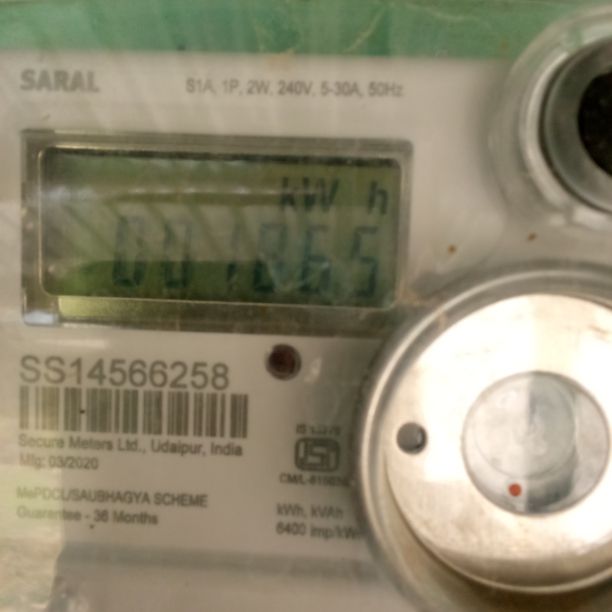 SARAL
S1A, 1P, 2W, 240V, 5-30A, 50Hz
kW h
001865
SS14566258
Secure Meters Ltd., Udaipur, India
Mfg: 03/2020
MePDCL/SAUBHAGYA SCHEME
Guarantee - 36 Months
kWh, kVAh
6400 imp/kWh